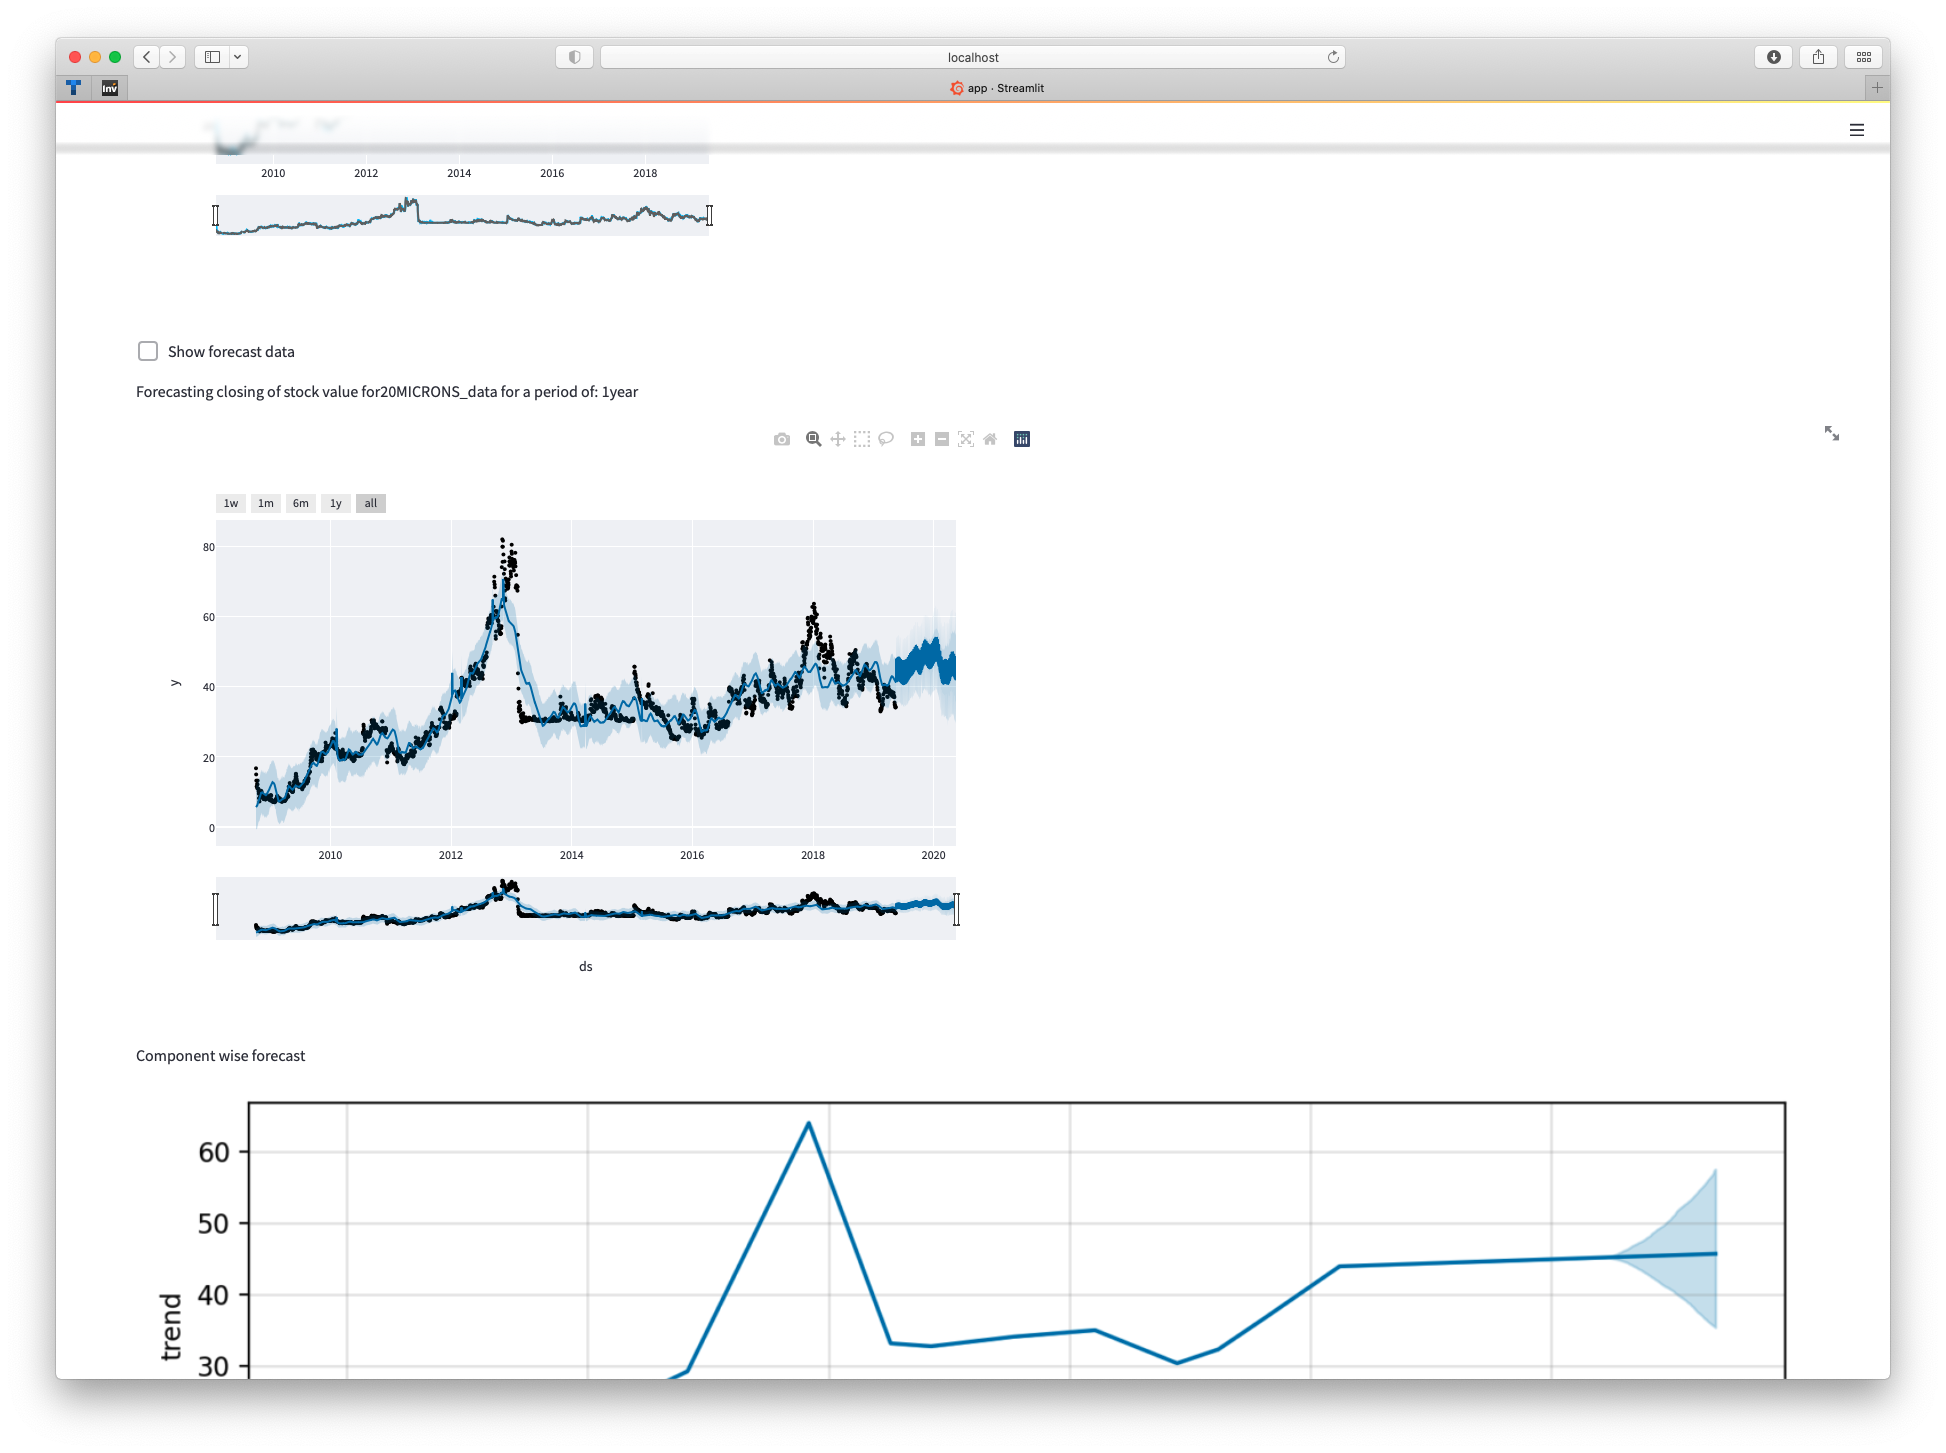 localhost
Inv
app · Streamlit
2010 2012 2014 2016 2018
Show forecast data
Forecasting closing of stock value for20MICRONS_data for a period of: 1year
1w 1m 6m 1y all
80
60
40
20
0
y
2010 2012 2014 2016 2018 2020
ds
Component wise forecast
60
50
40
30
trend